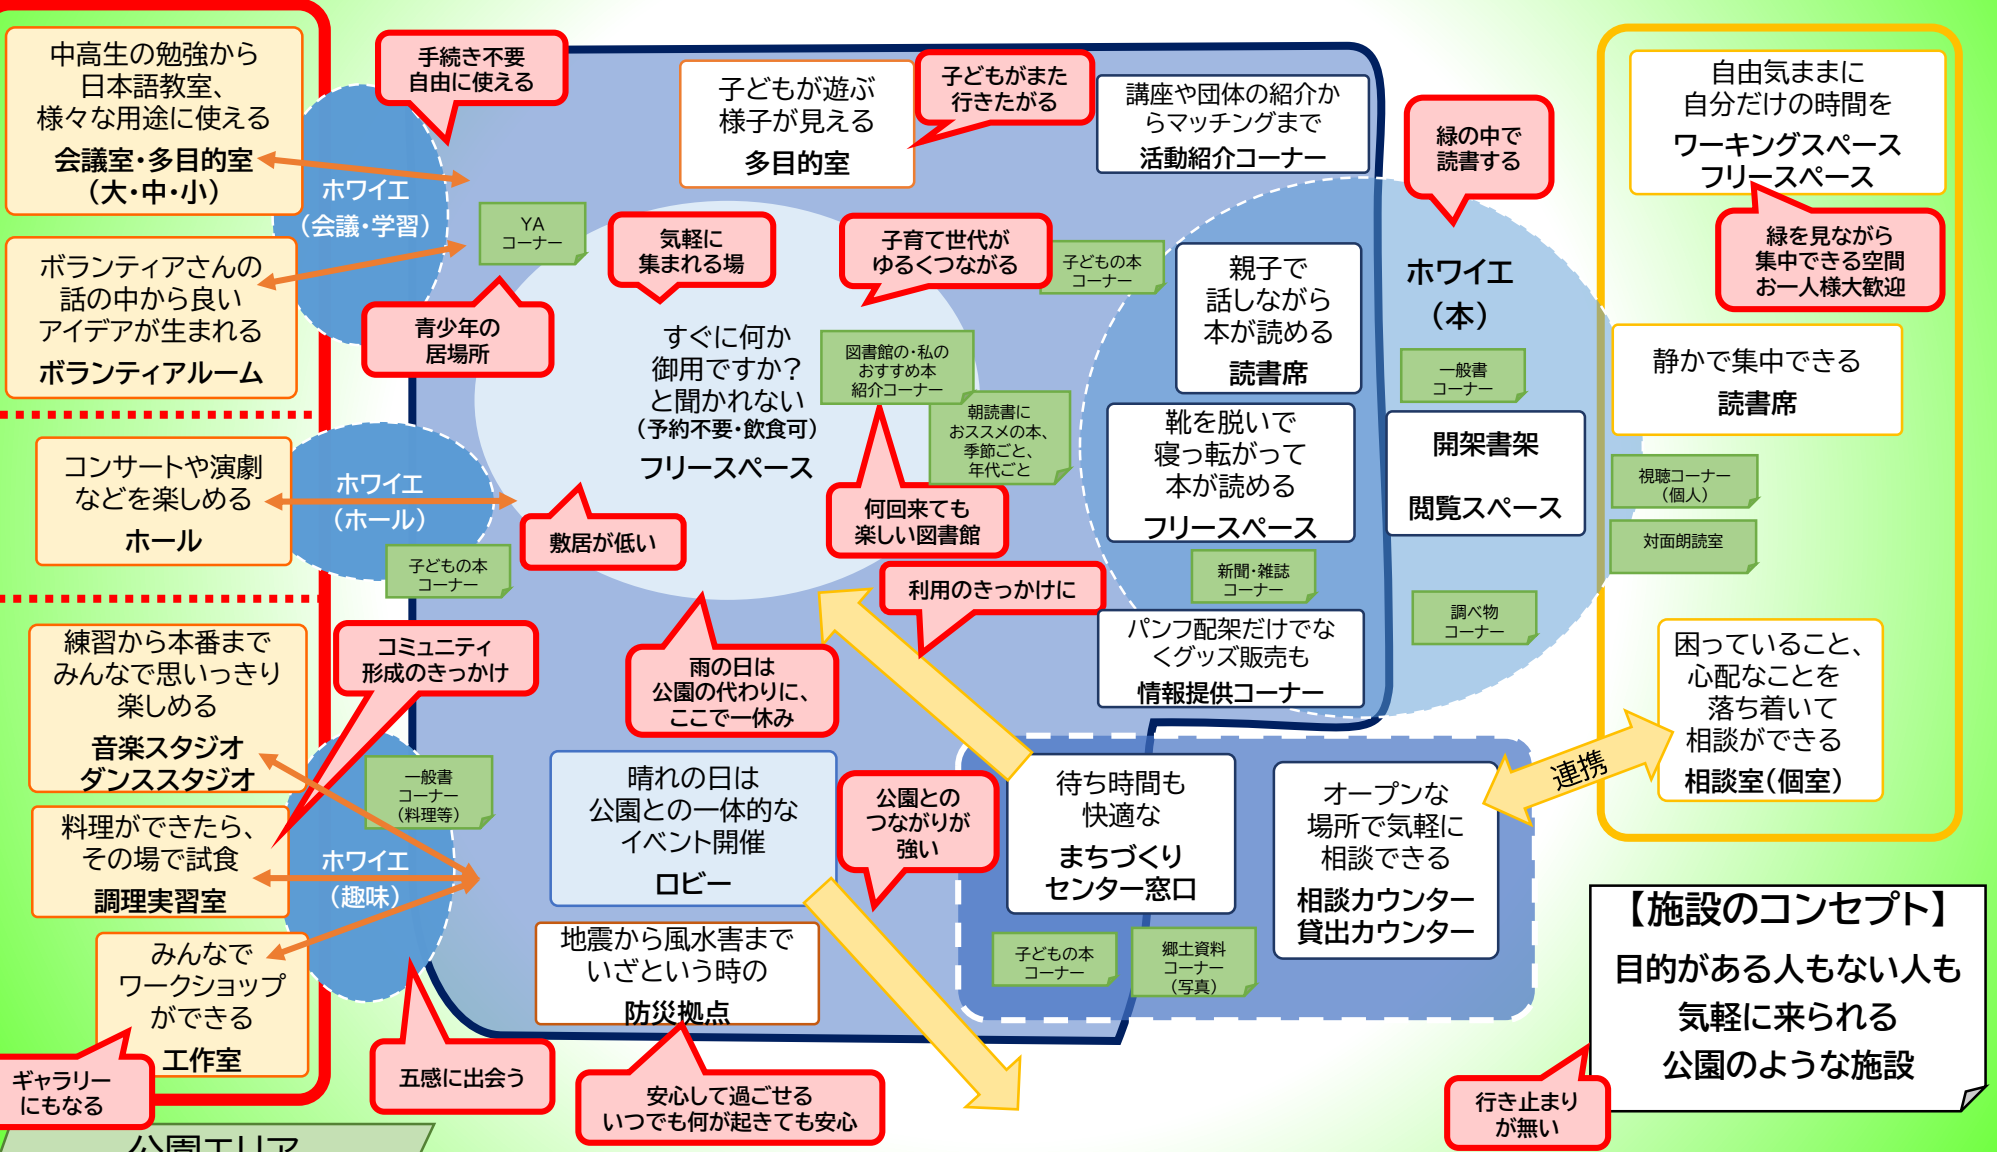 中高生の勉強から
日本語教室、
様々な用途に使える
会議室・多目的室
（大・中・小）
ボランティアさんの
話の中から良い
アイデアが生まれる
ボランティアルーム
コンサートや演劇
などを楽しめる
ホール
練習から本番まで
みんなで思いっきり
楽しめる
音楽スタジオ
ダンススタジオ
料理ができたら、
その場で試食
調理実習室
みんなで
ワークショップ
ができる
工作室
ギャラリー
にもなる
公園エリア
手続き不要
自由に使える
ホワイエ
（会議・学習）
YA
コーナー
青少年の
居場所
ホワイエ
（ホール）
子どもの本
コーナー
コミュニティ
形成のきっかけ
一般書
コーナー
（料理等）
ホワイエ
（趣味）
五感に出会う
子どもが遊ぶ
様子が見える
多目的室
子どもがまた
行きたがる
講座や団体の紹介か
らマッチングまで
活動紹介コーナー
気軽に
集まれる場
子育て世代が
ゆるくつながる
子どもの本
コーナー
すぐに何か
御用ですか？
と聞かれない
（予約不要・飲食可）
フリースペース
図書館の・私の
おすすめ本
紹介コーナー
朝読書に
おススメの本、
季節ごと、
年代ごと
敷居が低い
何回来ても
楽しい図書館
利用のきっかけに
雨の日は
公園の代わりに、
ここで一休み
晴れの日は
公園との一体的な
イベント開催
ロビー
公園との
つながりが
強い
地震から風水害まで
いざという時の
防災拠点
安心して過ごせる
いつでも何が起きても安心
緑の中で
読書する
ホワイエ
（本）
親子で
話しながら
本が読める
読書席
靴を脱いで
寝っ転がって
本が読める
フリースペース
新聞・雑誌
コーナー
パンフ配架だけでな
くグッズ販売も
情報提供コーナー
一般書
コーナー
開架書架
閲覧スペース
調べ物
コーナー
待ち時間も
快適な
まちづくり
センター窓口
オープンな
場所で気軽に
相談できる
相談カウンター
貸出カウンター
子どもの本
コーナー
郷土資料
コーナー
（写真）
連携
自由気ままに
自分だけの時間を
ワーキングスペース
フリースペース
緑を見ながら
集中できる空間
お一人様大歓迎
静かで集中できる
読書席
視聴コーナー
（個人）
対面朗読室
困っていること、
心配なことを
落ち着いて
相談ができる
相談室（個室）
【施設のコンセプト】
目的がある人もない人も
気軽に来られる
公園のような施設
行き止まり
が無い